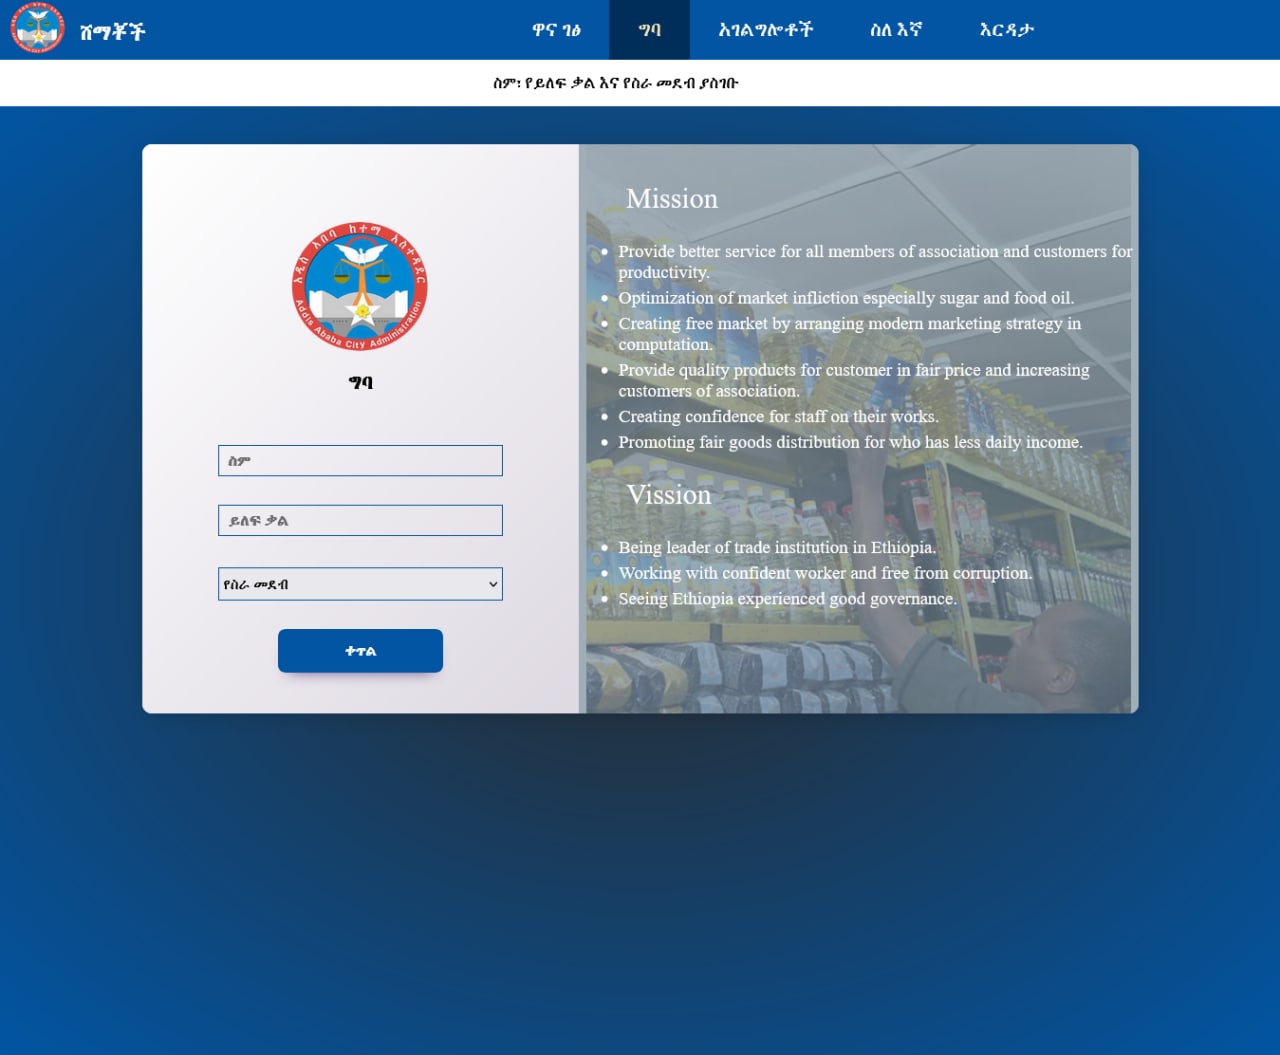 ሸማቾች
ዋና ገፅ ግባ አገልግሎቶች ስለ እኛ እርዳታ
ስም፡ የይለፍ ቃል እና የስራ መደብ ያስገቡ
አዲስ አበባ ከተማ አስተዳደር
Addis Ababa City Administration
ግባ
ስም
ይለፍ ቃል
የስራ መደብ
ቀጥል
Mission
Provide better service for all members of association and customers for
productivity.
Optimization of market infliction especially sugar and food oil.
Creating free market by arranging modern marketing strategy in
computation.
Provide quality products for customer in fair price and increasing
customers of association.
Creating confidence for staff on their works.
Promoting fair goods distribution for who has less daily income.
Vission
Being leader of trade institution in Ethiopia.
Working with confident worker and free from corruption.
Seeing Ethiopia experienced good governance.